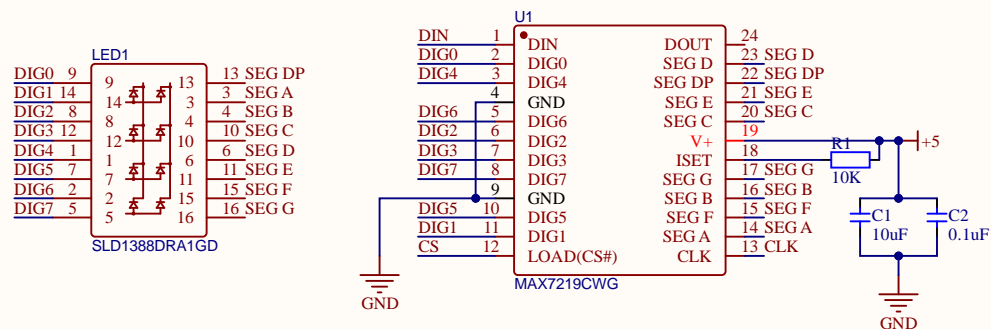 LED1
DIG0 9 9 13 13 SEG DP
DIG1 14 14 3 3 SEG A
DIG2 8 8 4 4 SEG B
DIG3 12 12 10 10 SEG C
DIG4 1 1 6 6 SEG D
DIG5 7 7 11 11 SEG E
DIG6 2 2 15 15 SEG F
DIG7 5 5 16 16 SEG G
SLD1388DRA1GD
U1
DIN 1 DIN DOUT 24
DIG0 2 DIG0 SEG D 23 SEG D
DIG4 3 DIG4 SEG DP 22 SEG DP
4 GND SEG E 21 SEG E
DIG6 5 DIG6 SEG C 20 SEG C
DIG2 6 DIG2 V+ 19
DIG3 7 DIG3 ISET 18
DIG7 8 DIG7 SEG G 17 SEG G
9 GND SEG B 16 SEG B
DIG5 10 DIG5 SEG F 15 SEG F
DIG1 11 DIG1 SEG A 14 SEG A
CS 12 LOAD(CS#) CLK 13 CLK
MAX7219CWG
GND
R1
10K
+5
C1
10uF
C2
0.1uF
GND